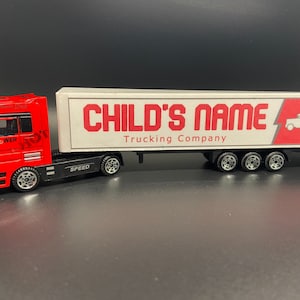 CHILD'S NAME
Trucking Company
SPEED